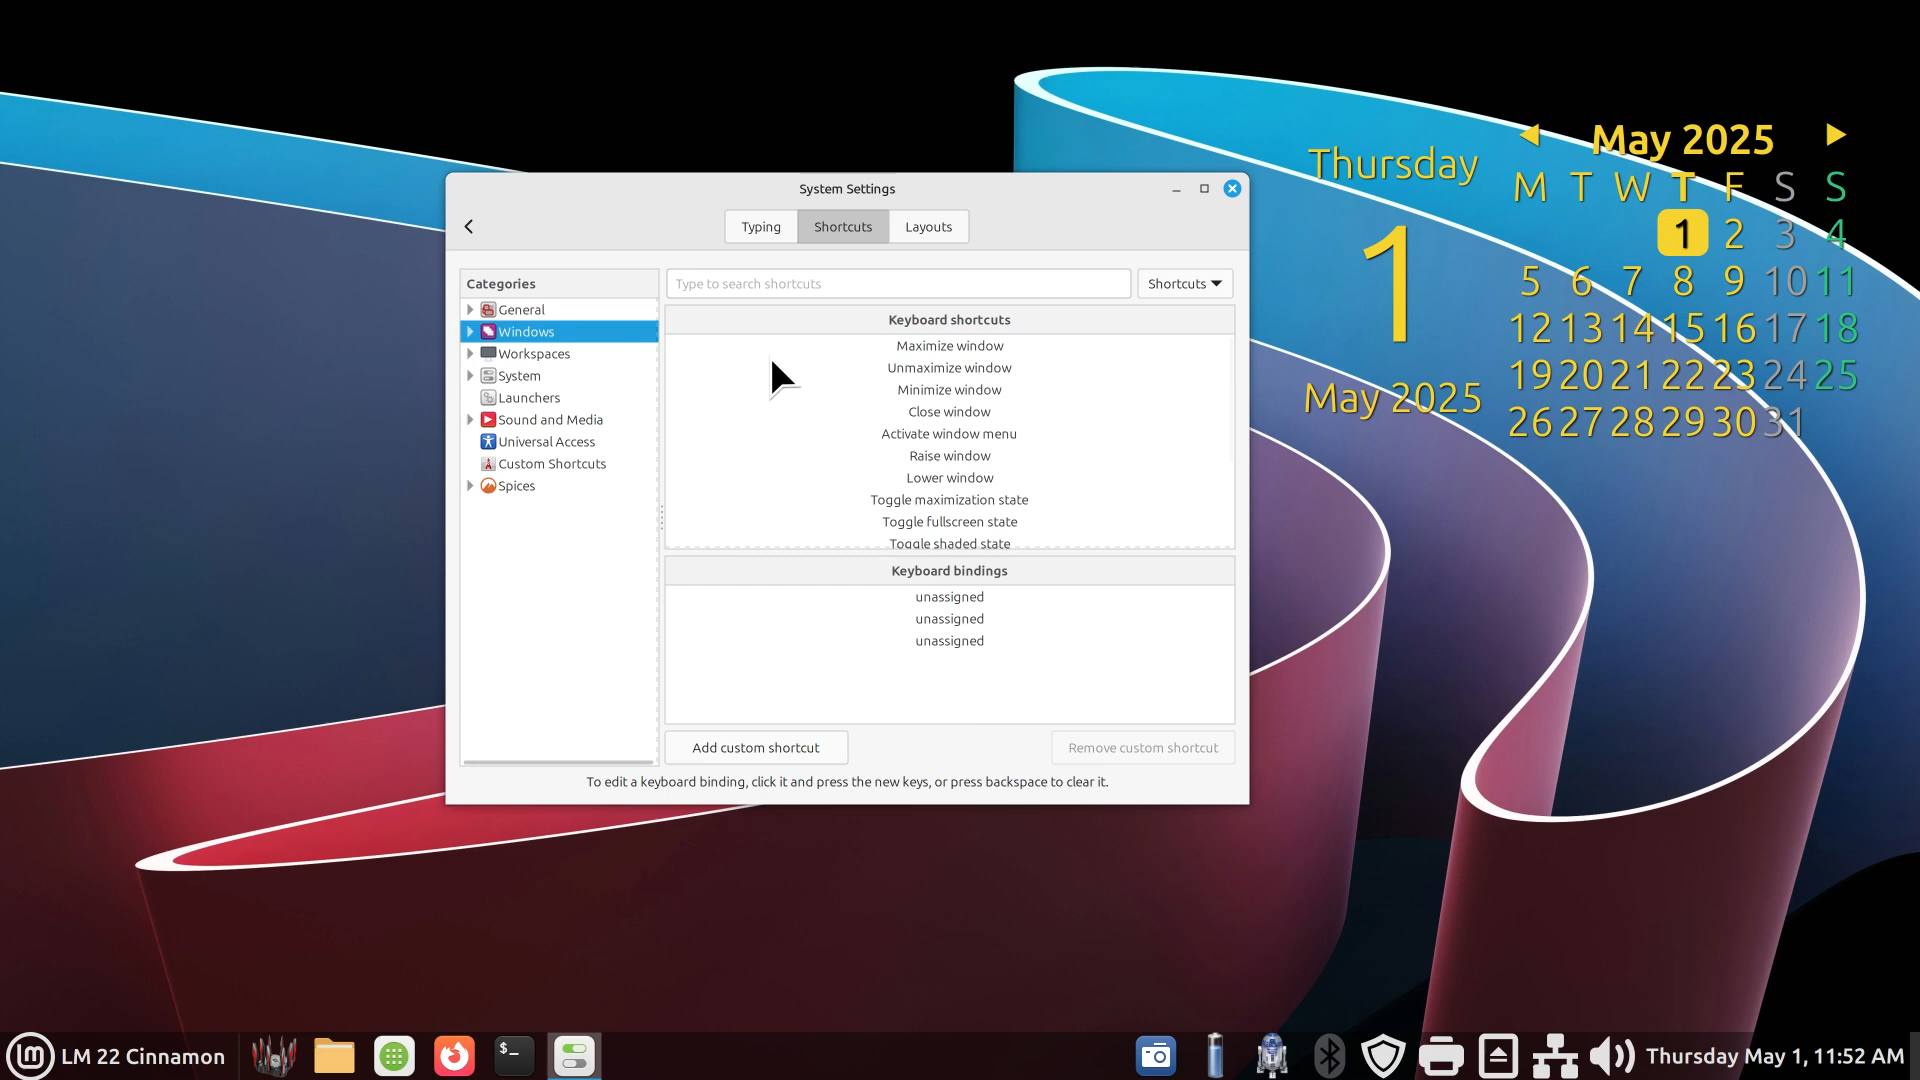 System Settings
Typing
Shortcuts
Layouts
Categories
General
Windows
Workspaces
System
Launchers
Sound and Media
Universal Access
Custom Shortcuts
Spices
Type to search shortcuts
Shortcuts
Keyboard shortcuts
Maximize window
Unmaximize window
Minimize window
Close window
Activate window menu
Raise window
Lower window
Toggle maximization state
Toggle fullscreen state
Toggle shaded state
Keyboard bindings
unassigned
unassigned
unassigned
Add custom shortcut
Remove custom shortcut
To edit a keyboard binding, click it and press the new keys, or press backspace to clear it.
Thursday
1
May 2025
May 2025
M T W T F S S
1 2 3 4
5 6 7 8 9 10 11
12 13 14 15 16 17 18
19 20 21 22 23 24 25
26 27 28 29 30 31
LM 22 Cinnamon
$_
Thursday May 1, 11:52 AM